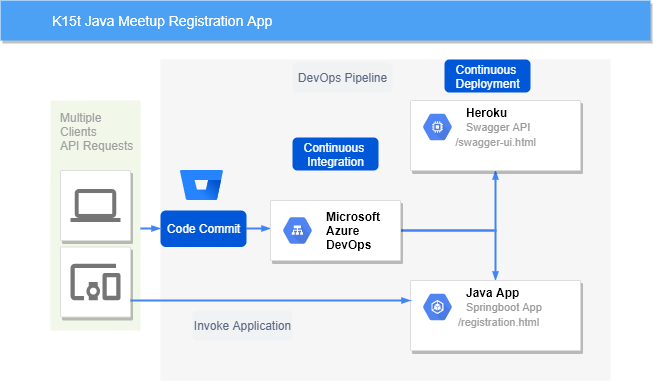 K15t Java Meetup Registration App
DevOps Pipeline
Continuous
Deployment
Multiple
Clients
API Requests
Heroku
Swagger API
/swagger-ui.html
Continuous
Integration
Code Commit
Microsoft
Azure
DevOps
Java App
Springboot App
/registration.html
Invoke Application